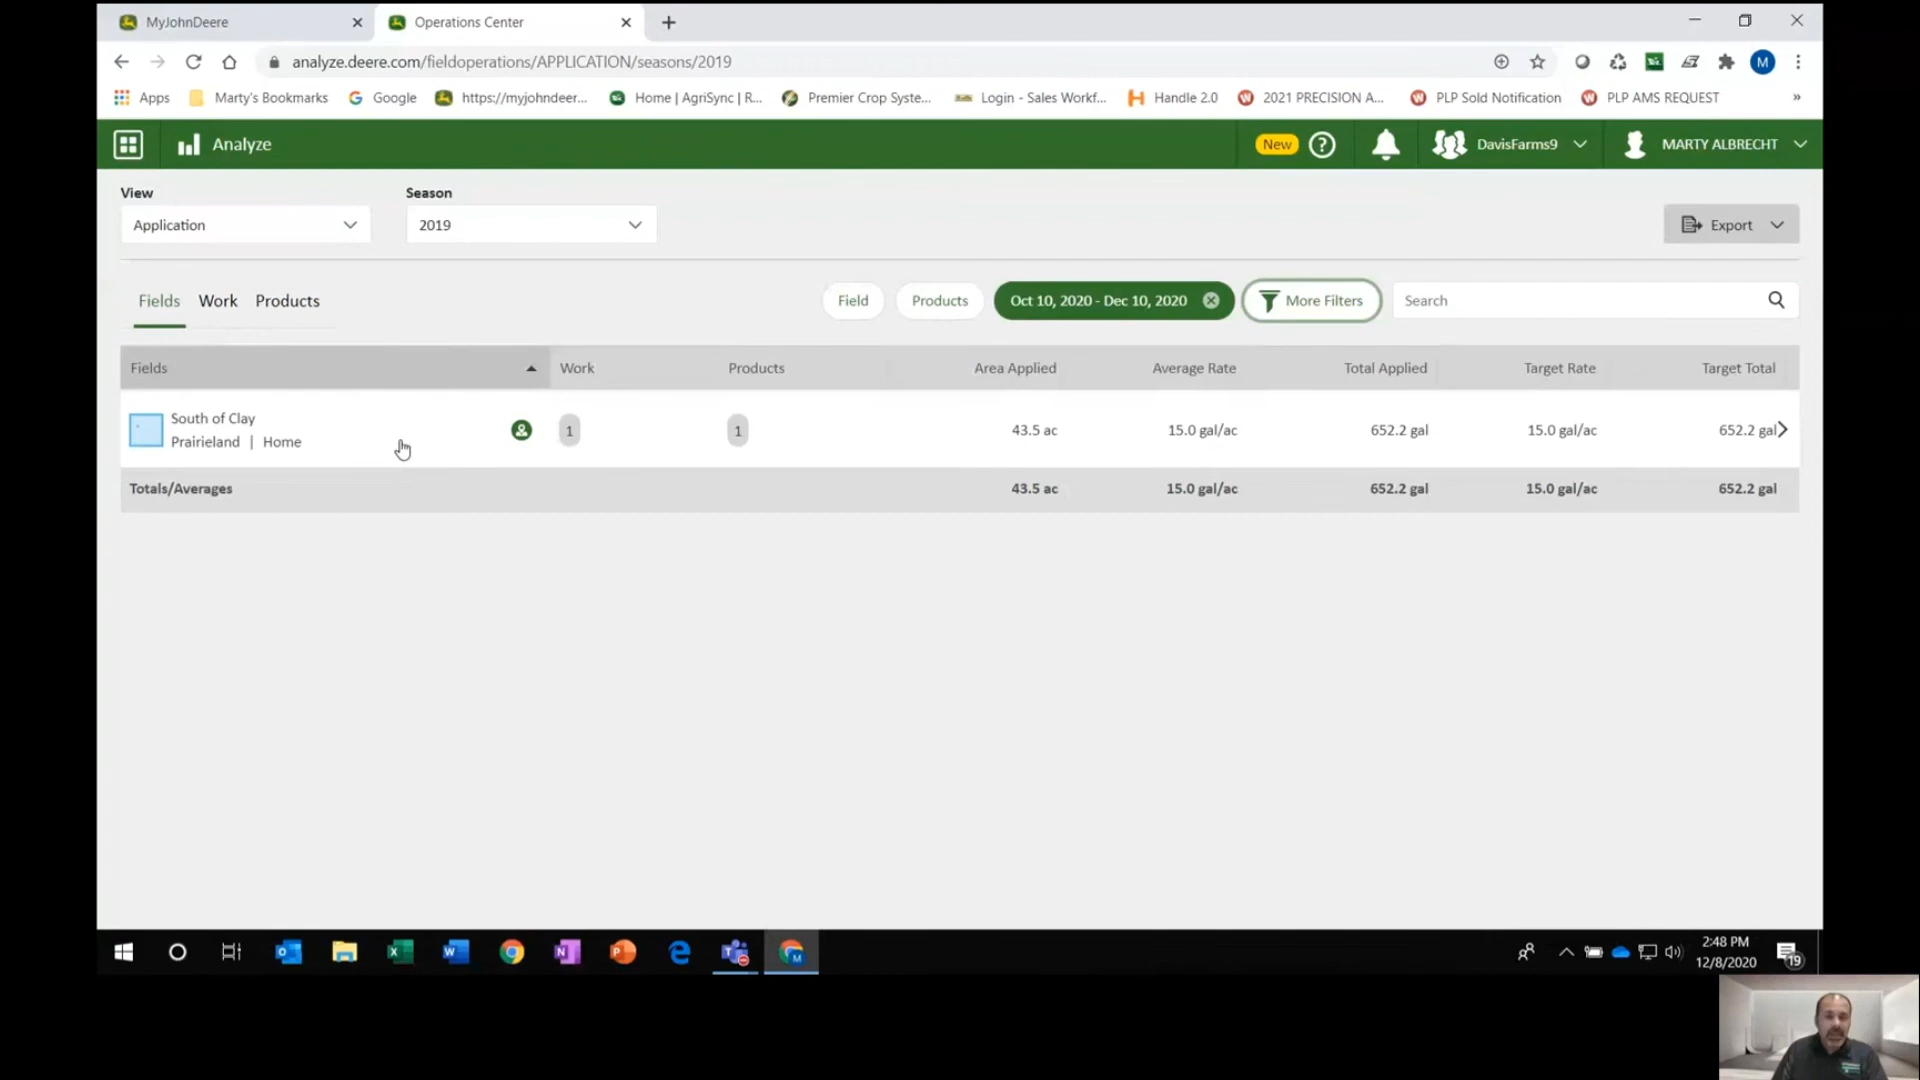 MyJohnDeere
Operations Center
analyze.deere.com/fieldoperations/APPLICATION/seasons/2019
M
Apps
Marty's Bookmarks
Google
https://myjohndeer...
Home | AgriSync | R...
Premier Crop Syste...
Login - Sales Workf...
Handle 2.0
2021 PRECISION A...
PLP Sold Notification
PLP AMS REQUEST
»
Analyze
New
?
DavisFarms9
MARTY ALBRECHT
View
Season
Application
2019
Export
Fields
Work
Products
Field
Products
Oct 10, 2020 - Dec 10, 2020
More Filters
Search
Fields
Work
Products
Area Applied
Average Rate
Total Applied
Target Rate
Target Total
South of Clay
Prairieland | Home
1
1
43.5 ac
15.0 gal/ac
652.2 gal
15.0 gal/ac
652.2 gal
Totals/Averages
43.5 ac
15.0 gal/ac
652.2 gal
15.0 gal/ac
652.2 gal
2:48 PM
12/8/2020
19